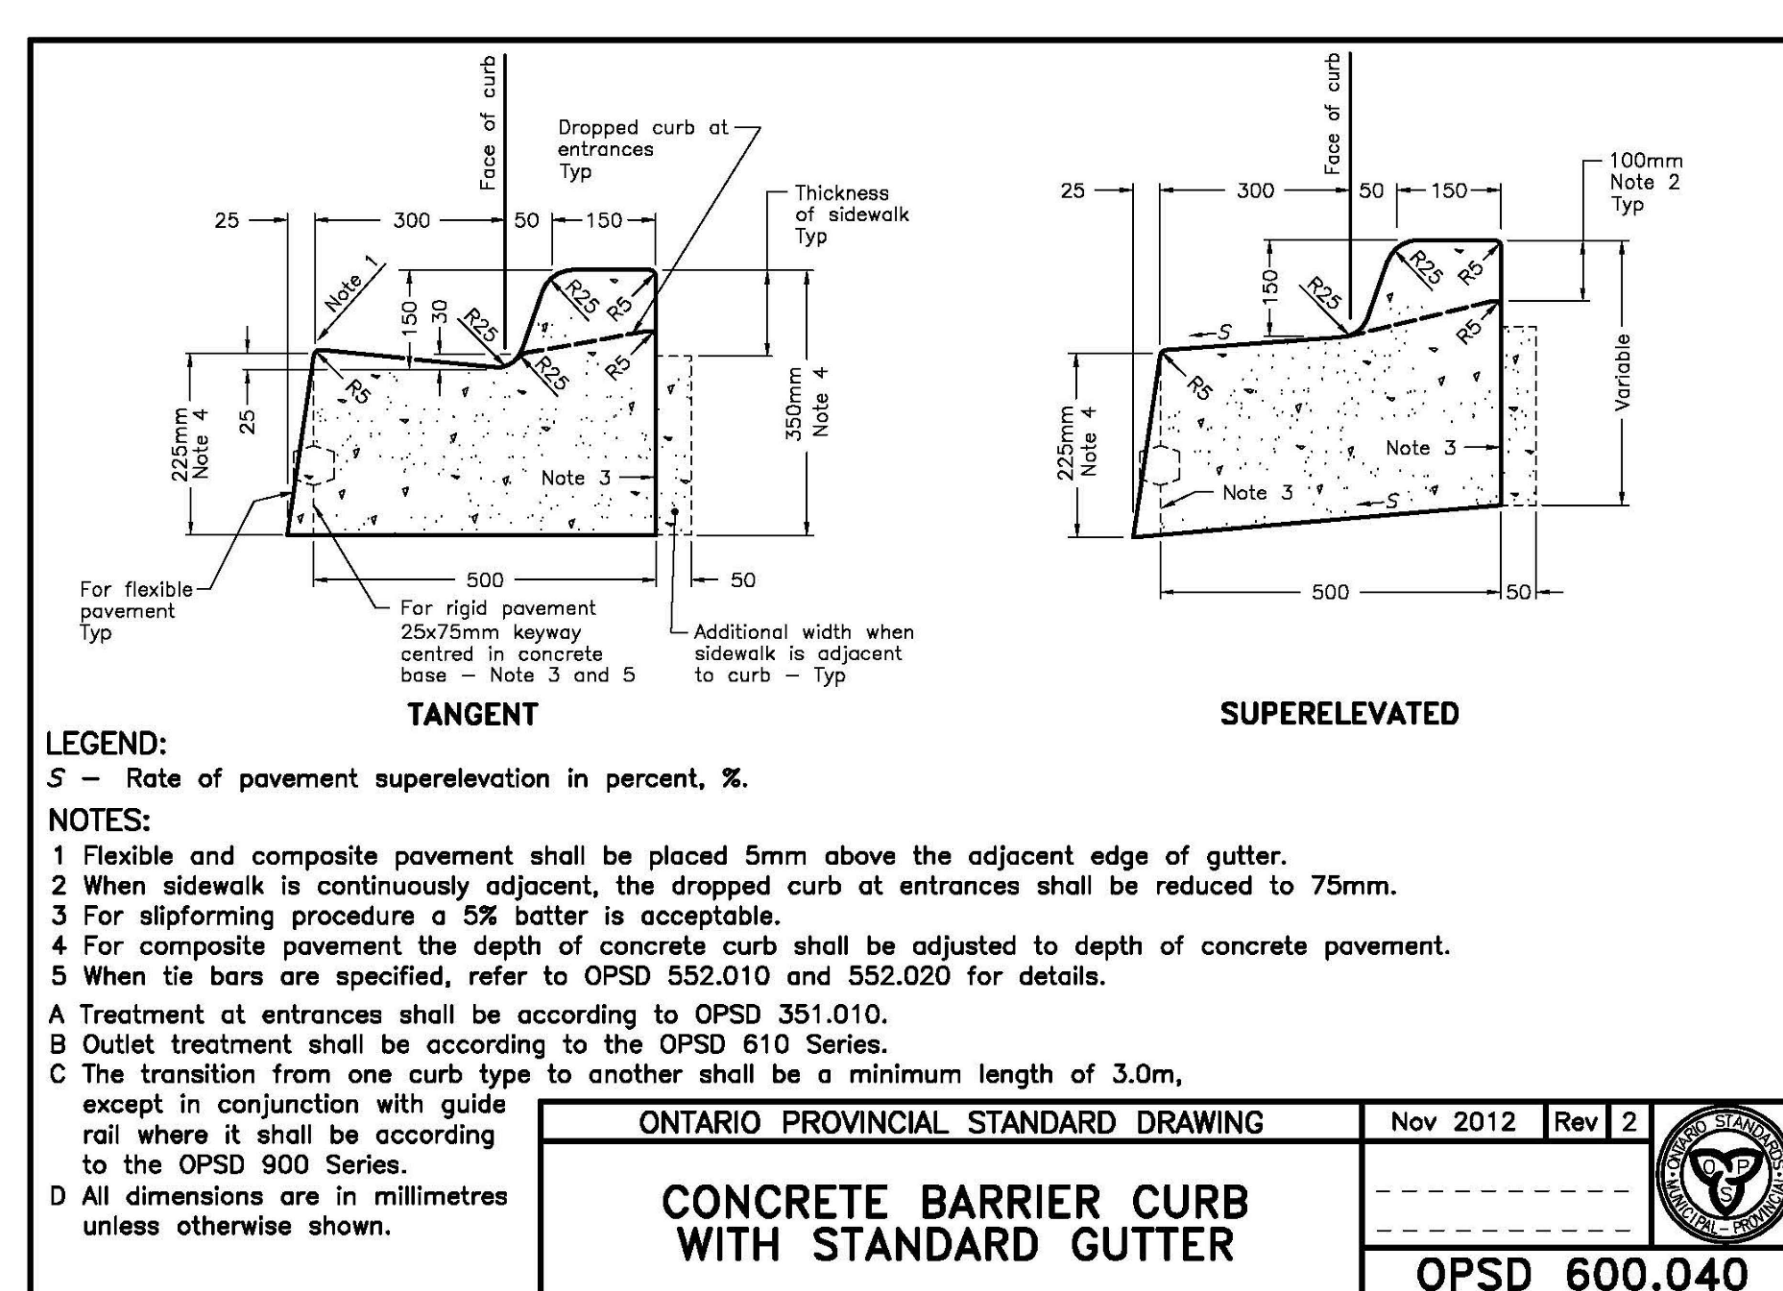 Face of curb
Dropped curb at
entrances
Typ
Thickness
of sidewalk
Typ
25
300
50
150
Note 1
150
30
R25
R25
R5
R5
R25
R5
25
225mm
Note 4
350mm
Note 4
Note 3
500
50
For flexible
pavement
Typ
For rigid pavement
25x75mm keyway
centred in concrete
base – Note 3 and 5
Additional width when
sidewalk is adjacent
to curb – Typ
TANGENT
Face of curb
100mm
Note 2
Typ
25
300
50
150
150
R25
R25
R5
R5
R5
S
225mm
Note 4
Variable
Note 3
Note 3
S
500
50
SUPERELEVATED
LEGEND:
S – Rate of pavement superelevation in percent, %.
NOTES:
1 Flexible and composite pavement shall be placed 5mm above the adjacent edge of gutter.
2 When sidewalk is continuously adjacent, the dropped curb at entrances shall be reduced to 75mm.
3 For slipforming procedure a 5% batter is acceptable.
4 For composite pavement the depth of concrete curb shall be adjusted to depth of concrete pavement.
5 When tie bars are specified, refer to OPSD 552.010 and 552.020 for details.
A Treatment at entrances shall be according to OPSD 351.010.
B Outlet treatment shall be according to the OPSD 610 Series.
C The transition from one curb type to another shall be a minimum length of 3.0m,
except in conjunction with guide
rail where it shall be according
to the OPSD 900 Series.
D All dimensions are in millimetres
unless otherwise shown.
ONTARIO PROVINCIAL STANDARD DRAWING
Nov 2012 Rev 2
CONCRETE BARRIER CURB
WITH STANDARD GUTTER
ONTARIO STANDARDS
MUNICIPAL – PROVINCIAL
O P
S
OPSD 600.040